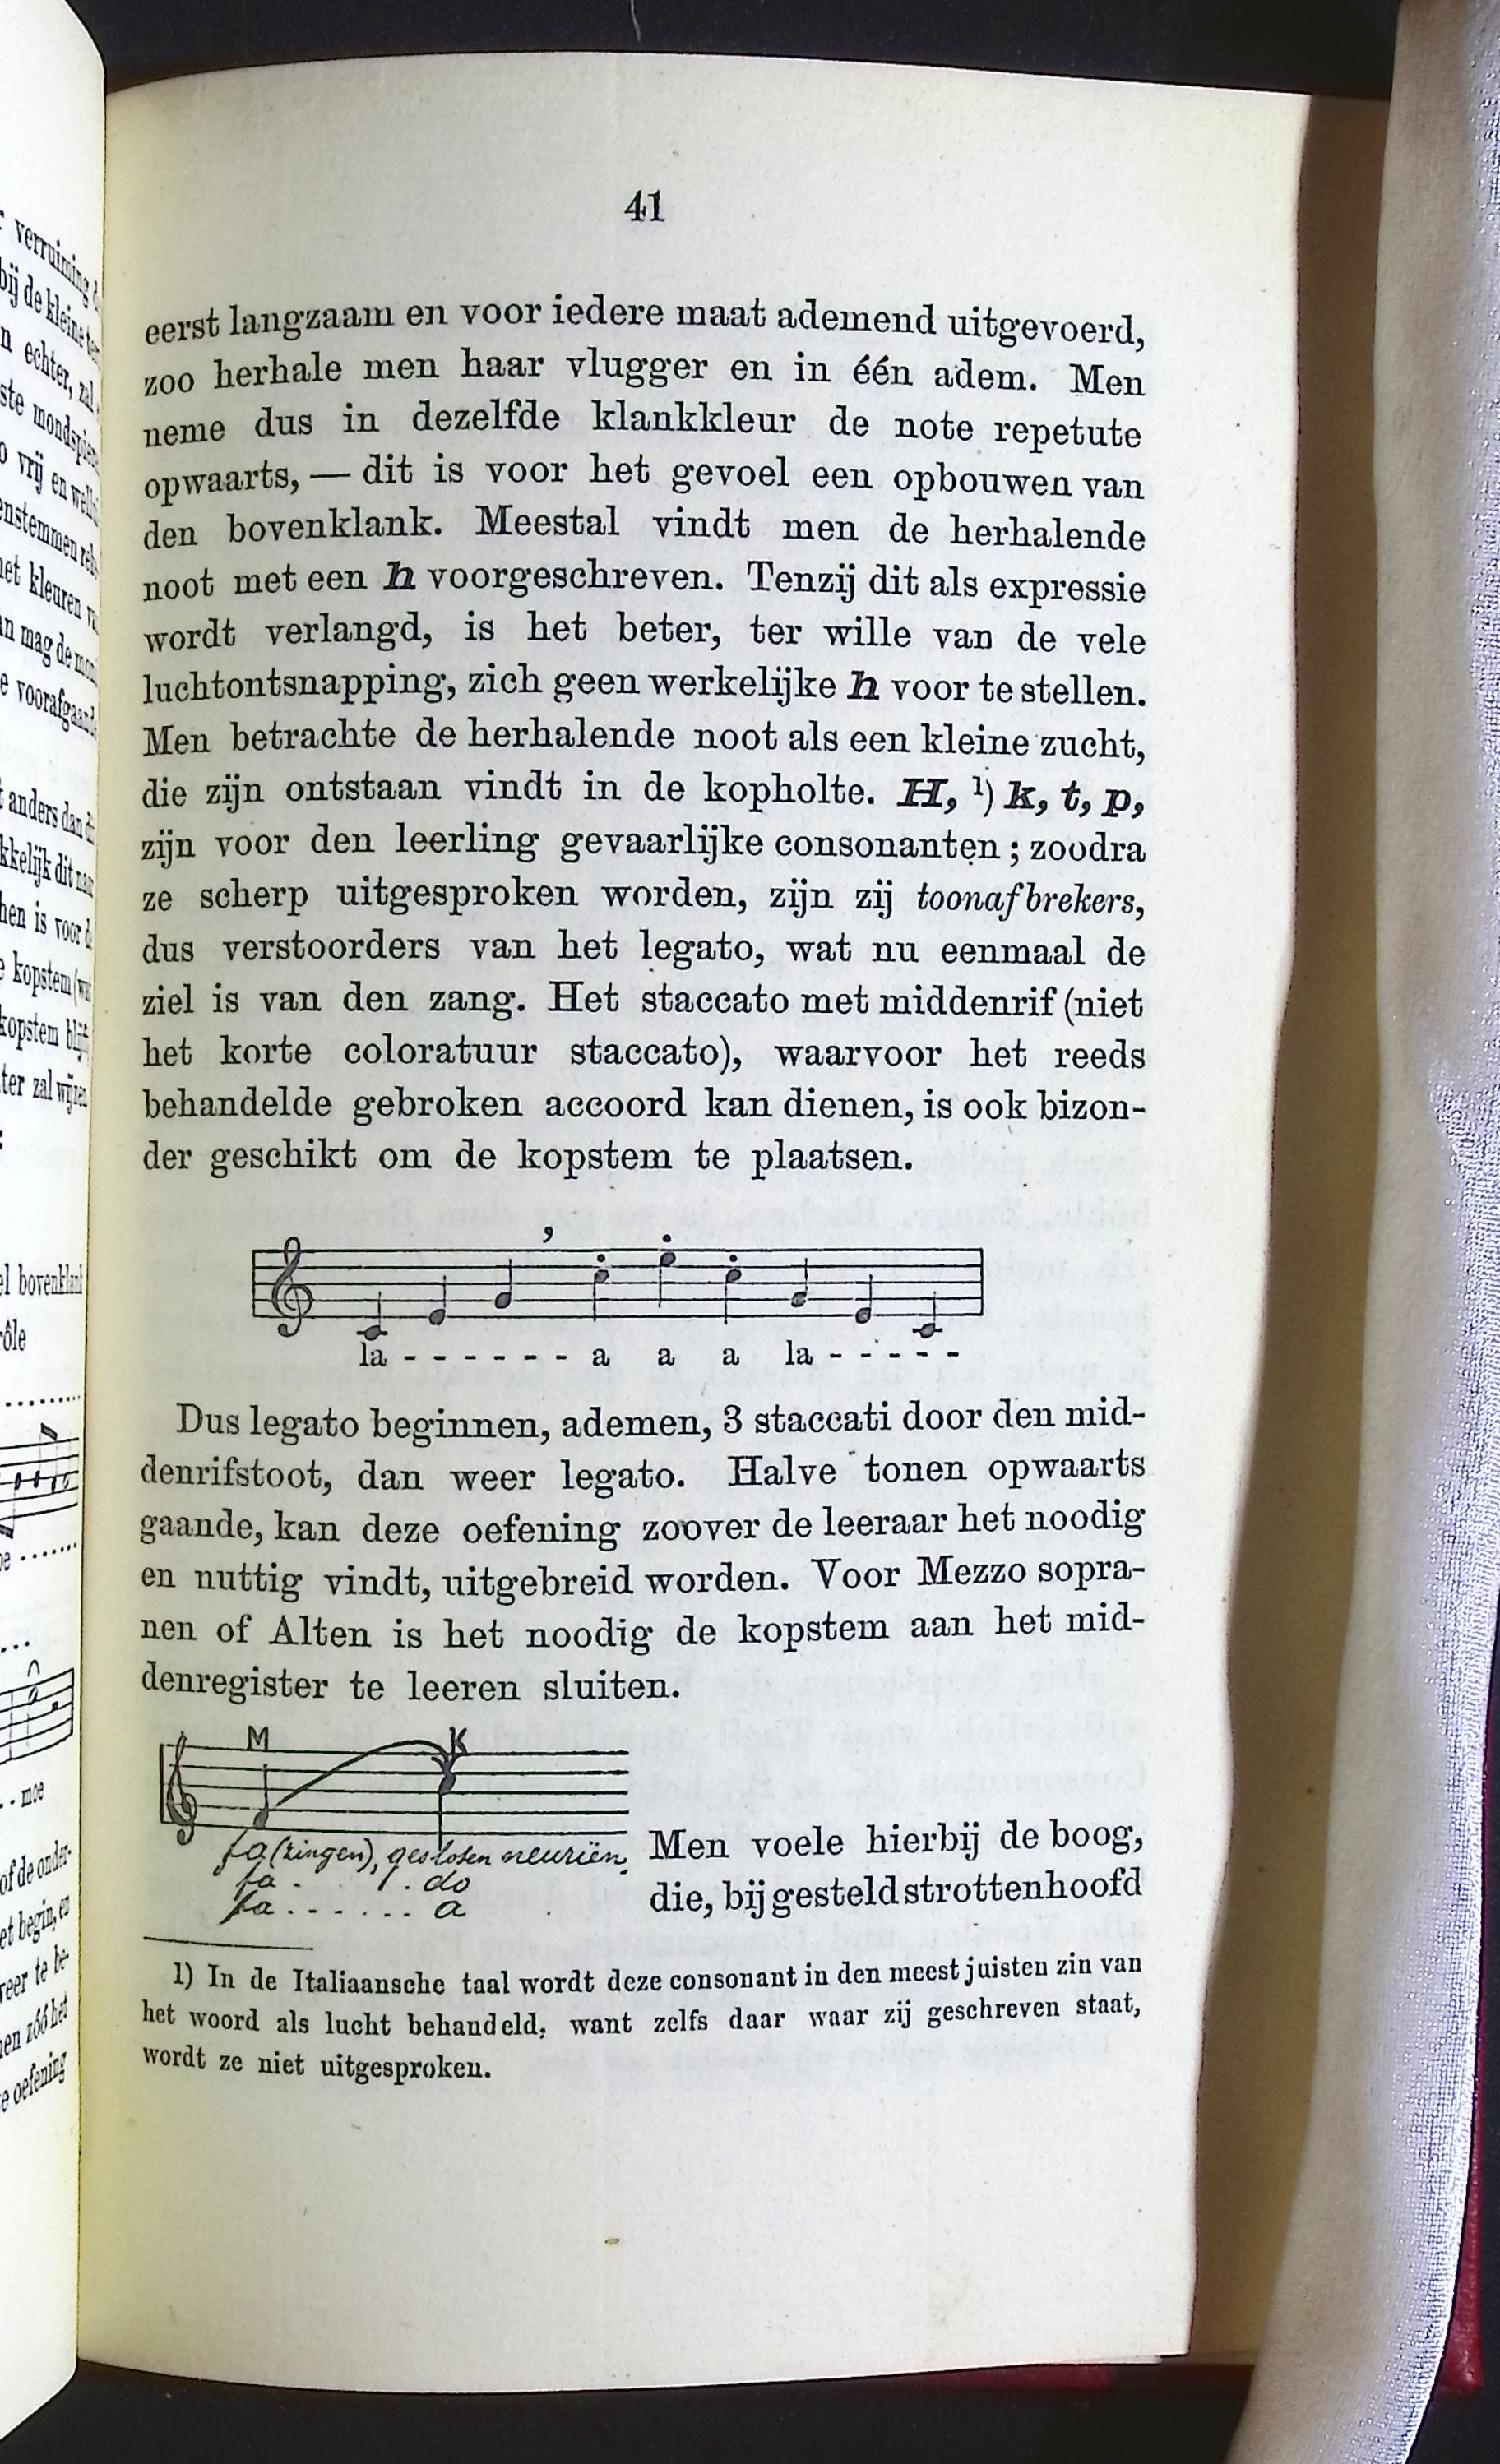 41
eerst langzaam en voor iedere maat ademend uitgevoerd,
zoo herhale men haar vlugger en in één adem. Men
neme dus in dezelfde klankkleur de note repetute
opwaarts, — dit is voor het gevoel een opbouwen van
den bovenklank. Meestal vindt men de herhalende
noot met een h voorgeschreven. Tenzij dit als expressie
wordt verlangd, is het beter, ter wille van de vele
luchtontsnapping, zich geen werkelijke h voor te stellen.
Men betrachte de herhalende noot als een kleine zucht,
die zijn ontstaan vindt in de kopholte. H, 1) k, t, p,
zijn voor den leerling gevaarlijke consonanten; zoodra
ze scherp uitgesproken worden, zijn zij toonafbrekers,
dus verstoorders van het legato, wat nu eenmaal de
ziel is van den zang. Het staccato met middenrif (niet
het korte coloratuur staccato), waarvoor het reeds
behandelde gebroken accoord kan dienen, is ook bizon-
der geschikt om de kopstem te plaatsen.
la - - - - - - - a a a la - - - - -
Dus legato beginnen, ademen, 3 staccati door den mid-
denrifstoot, dan weer legato. Halve tonen opwaarts
gaande, kan deze oefening zoover de leeraar het noodig
en nuttig vindt, uitgebreid worden. Voor Mezzo sopra-
nen of Alten is het noodig de kopstem aan het mid-
denregister te leeren sluiten.
M K
fa (zingen), gesloten neuriën.
fa . . . . . do
fa . . . . . . a
Men voele hierbij de boog,
die, bij gesteld strottenhoofd
1) In de Italiaansche taal wordt deze consonant in den meest juisten zin van
het woord als lucht behandeld, want zelfs daar waar zij geschreven staat,
wordt ze niet uitgesproken.